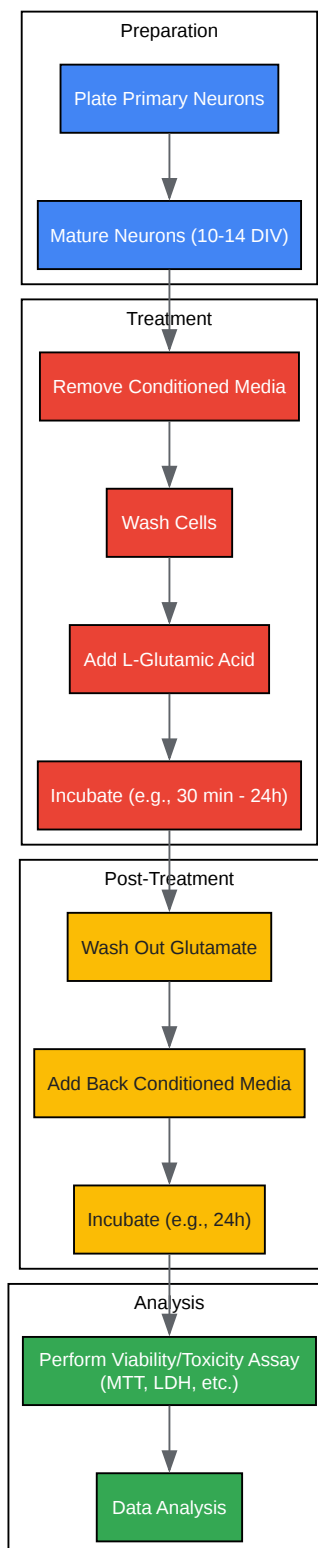 Preparation
Plate Primary Neurons
Mature Neurons (10-14 DIV)
Treatment
Remove Conditioned Media
Wash Cells
Add L-Glutamic Acid
Incubate (e.g., 30 min - 24h)
Post-Treatment
Wash Out Glutamate
Add Back Conditioned Media
Incubate (e.g., 24h)
Analysis
Perform Viability/Toxicity Assay
(MTT, LDH, etc.)
Data Analysis